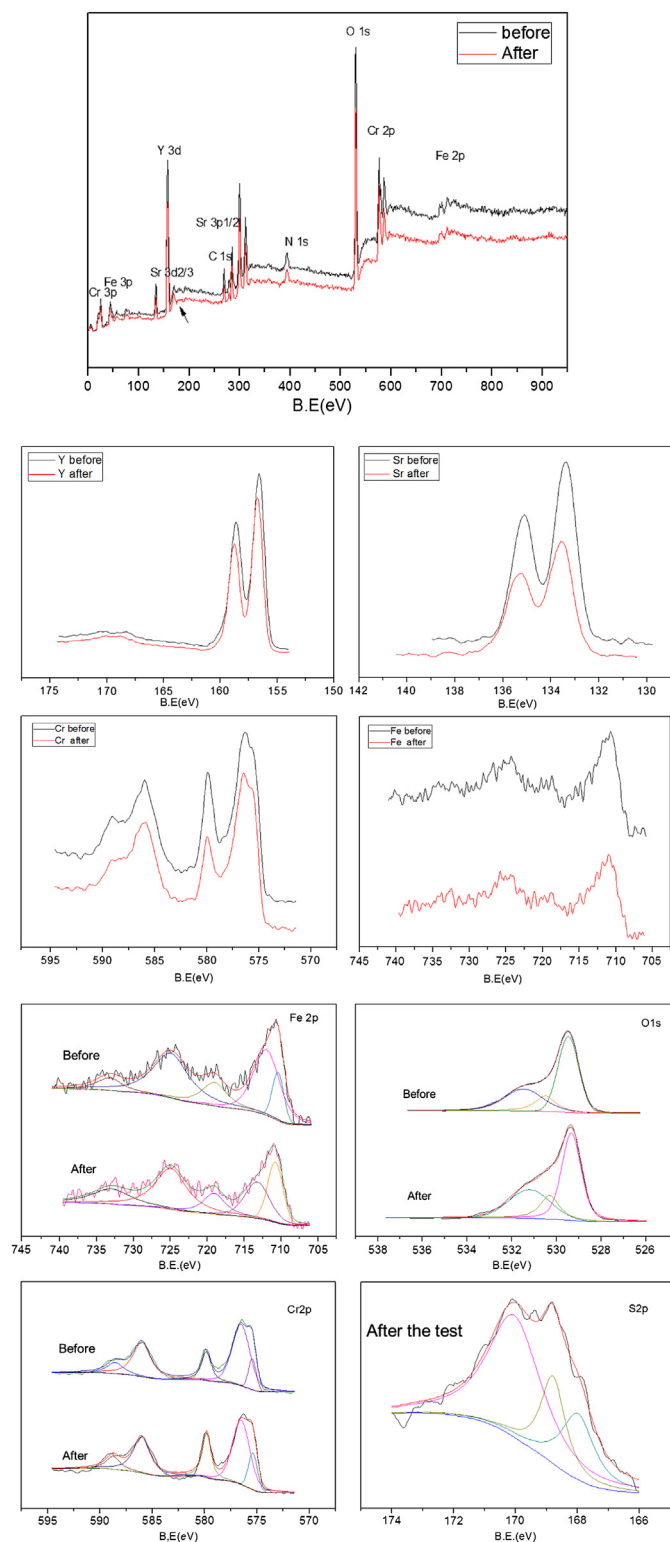 before
After
O 1s
Cr 2p
Y 3d
Fe 2p
Sr 3p1/2
N 1s
C 1s
Sr 3d2/3
Fe 3p
Cr 3p
0 100 200 300 400 500 600 700 800 900
B.E(eV)
Y before
Y after
175 170 165 160 155 150
B.E(eV)
Sr before
Sr after
142 140 138 136 134 132 130
B.E(eV)
Cr before
Cr after
595 590 585 580 575 570
B.E(eV)
Fe before
Fe after
745 740 735 730 725 720 715 710 705
B.E(eV)
Fe 2p
Before
After
745 740 735 730 725 720 715 710 705
B.E.(eV)
O1s
Before
After
538 536 534 532 530 528 526
B.E(eV)
Cr2p
Before
After
595 590 585 580 575 570
B,E(eV)
S2p
After the test
174 172 170 168 166
B.E.(eV)